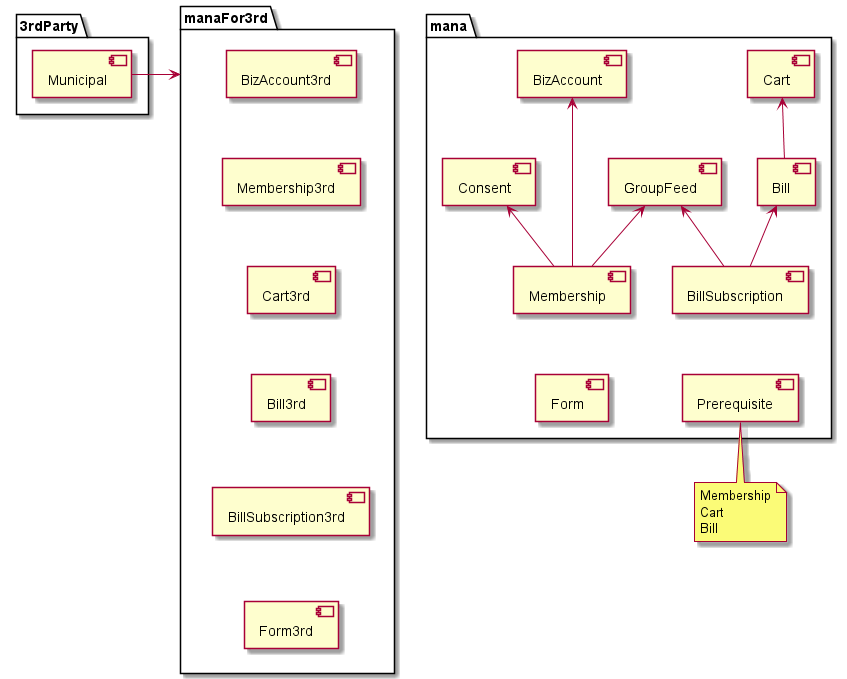 3rdParty
Municipal
manaFor3rd
BizAccount3rd
Membership3rd
Cart3rd
Bill3rd
BillSubscription3rd
Form3rd
mana
BizAccount
Cart
Consent
GroupFeed
Bill
Membership
BillSubscription
Form
Prerequisite
Membership
Cart
Bill